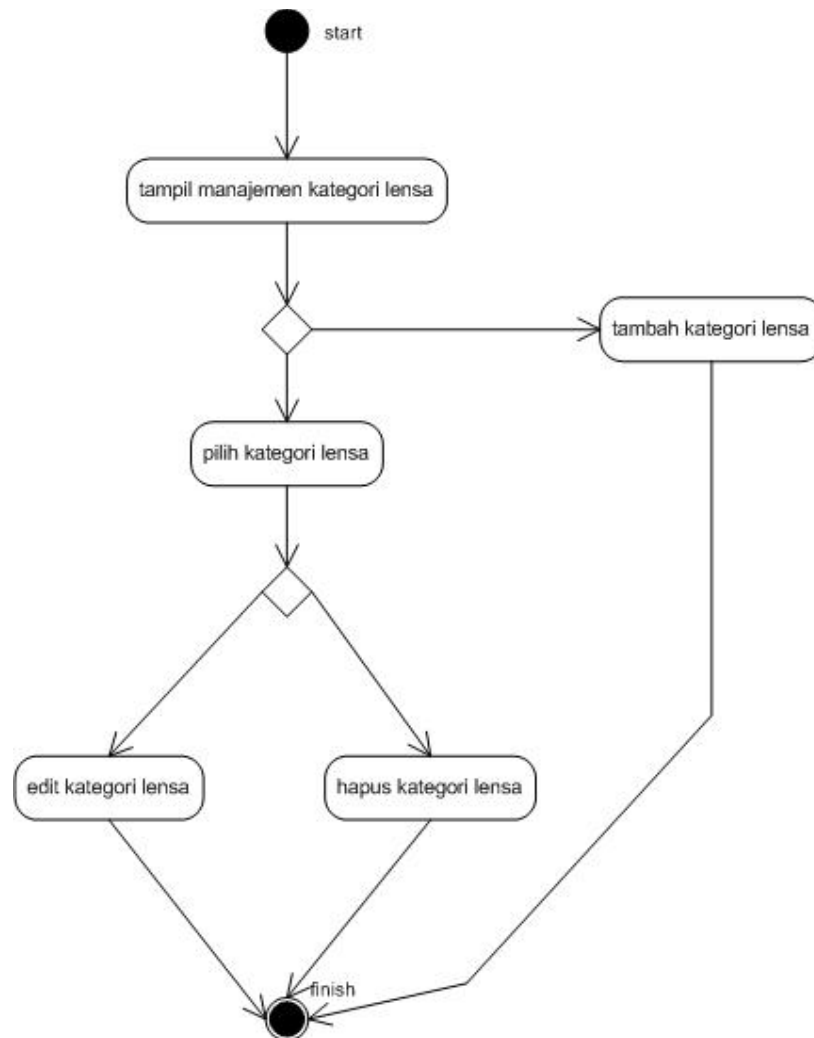 start
tampil manajemen kategori lensa
tambah kategori lensa
pilih kategori lensa
edit kategori lensa
hapus kategori lensa
finish